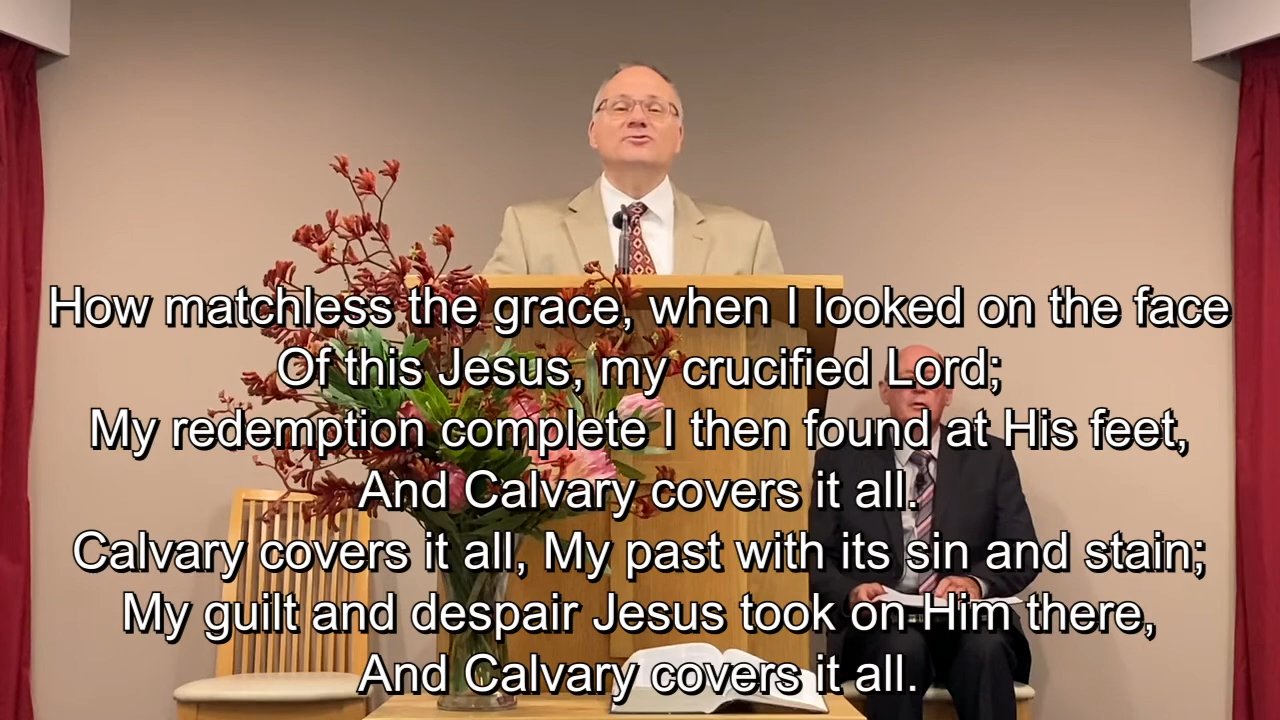 How matchless the grace, when I looked on the face
Of this Jesus, my crucified Lord;
My redemption complete I then found at His feet,
And Calvary covers it all.
Calvary covers it all, My past with its sin and stain;
My guilt and despair Jesus took on Him there,
And Calvary covers it all.